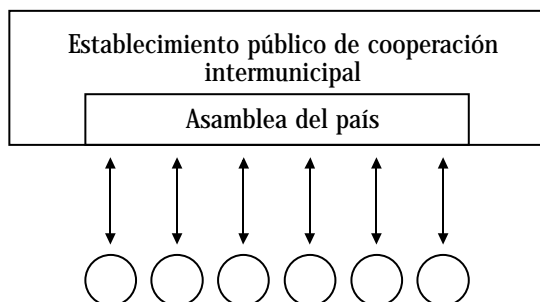 Establecimiento público de cooperación
intermunicipal
Asamblea del país